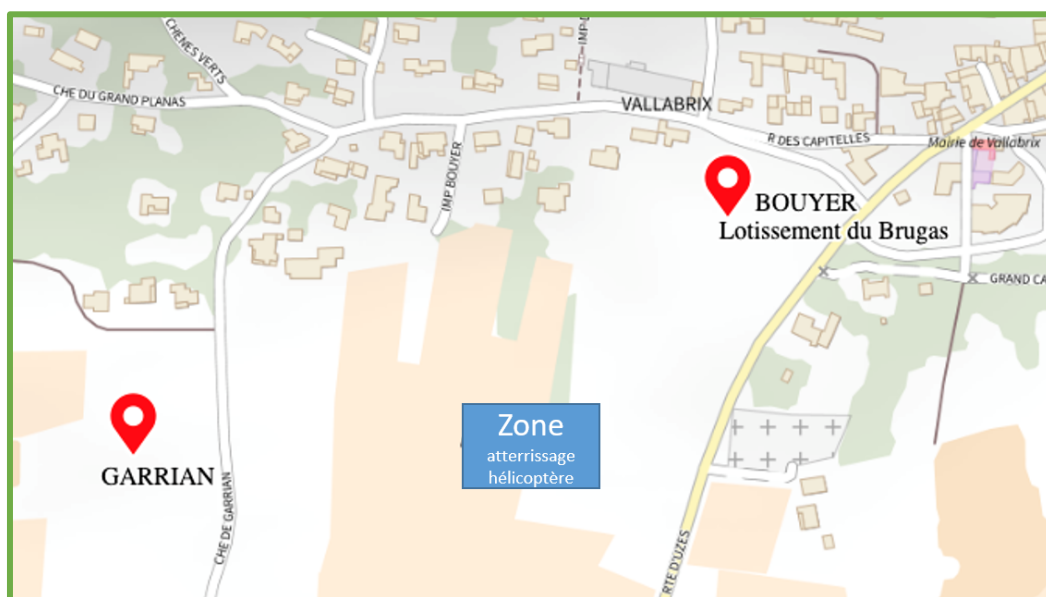 CHENES VERTS
IMP D
CHE DU GRAND PLANAS
VALLABRIX
R DES CAPITELLES
Mairie de Vallabrix
IMP BOUYER
BOUYER
Lotissement du Brugas
GRAND CA
Zone
atterrissage
hélicoptère
GARRIAN
CHE DE GARRIAN
RTE D'UZES